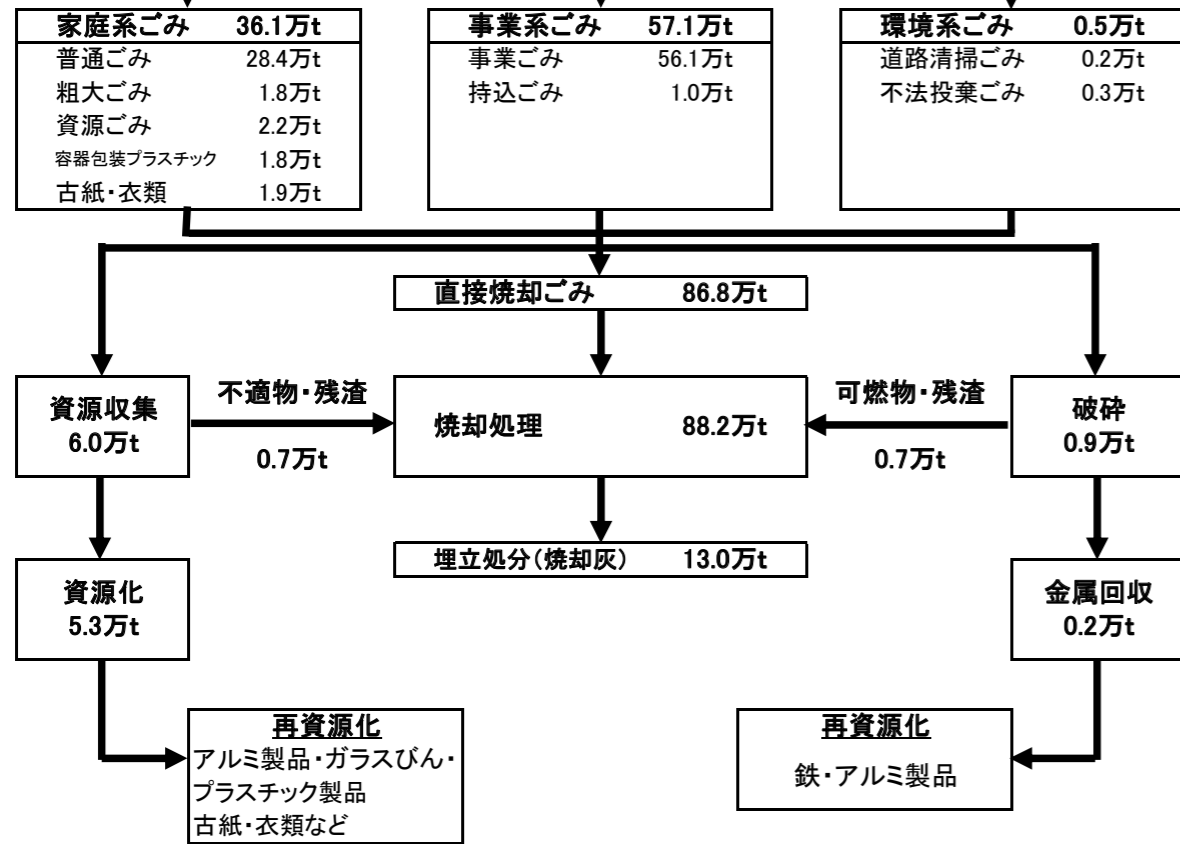 家庭系ごみ 36.1万t
普通ごみ 28.4万t
粗大ごみ 1.8万t
資源ごみ 2.2万t
容器包装プラスチック 1.8万t
古紙・衣類 1.9万t
事業系ごみ 57.1万t
事業ごみ 56.1万t
持込ごみ 1.0万t
環境系ごみ 0.5万t
道路清掃ごみ 0.2万t
不法投棄ごみ 0.3万t
直接焼却ごみ 86.8万t
資源収集
6.0万t
不適物・残渣
0.7万t
焼却処理 88.2万t
可燃物・残渣
0.7万t
破砕
0.9万t
埋立処分(焼却灰) 13.0万t
資源化
5.3万t
金属回収
0.2万t
再資源化
アルミ製品・ガラスびん・
プラスチック製品
古紙・衣類など
再資源化
鉄・アルミ製品